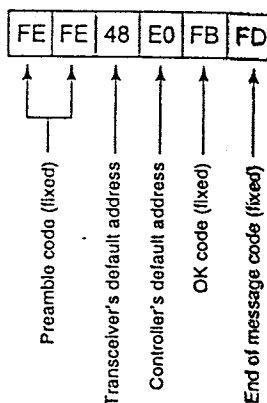 FE FE 48 E0 FB FD
Preamble code (fixed)
Transceiver's default address
Controller's default address
OK code (fixed)
End of message code (fixed)